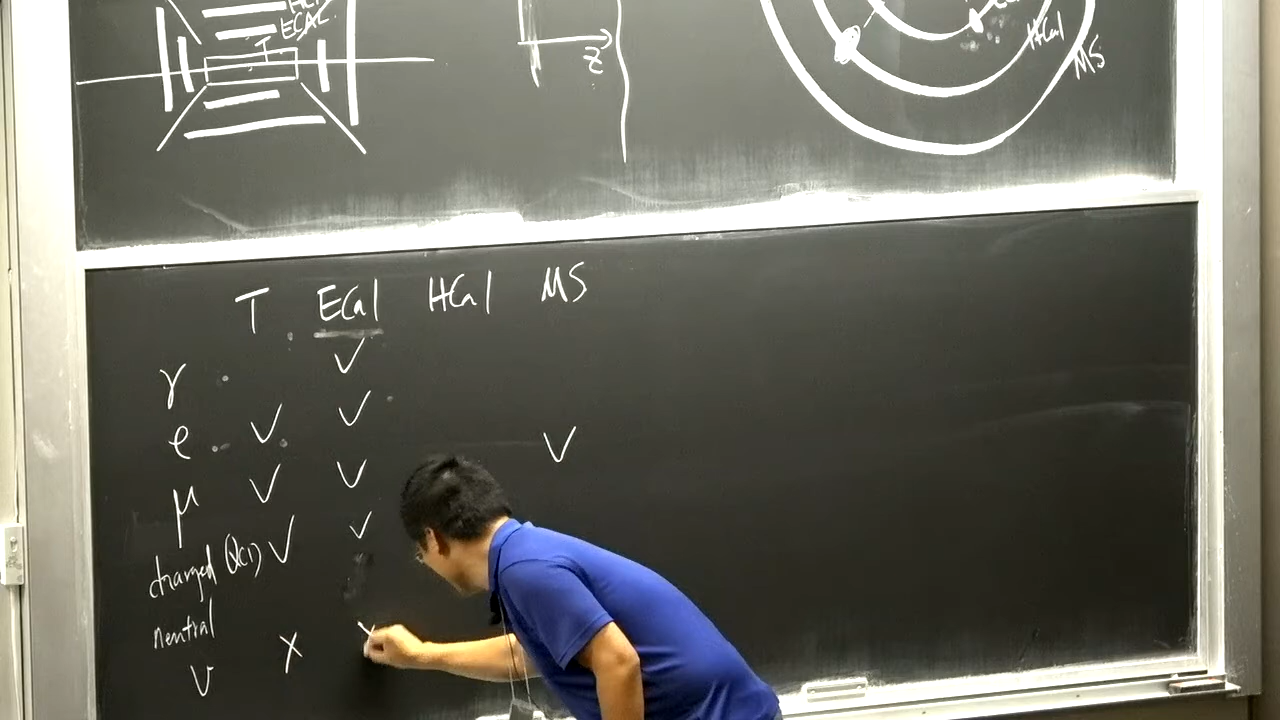 ECAL
T
Z
HCal
MS
T ECal HCal MS
γ ✓
e ✓ ✓
μ ✓ ✓ ✓
charged (QCD) ✓ ✓
neutral
ν X